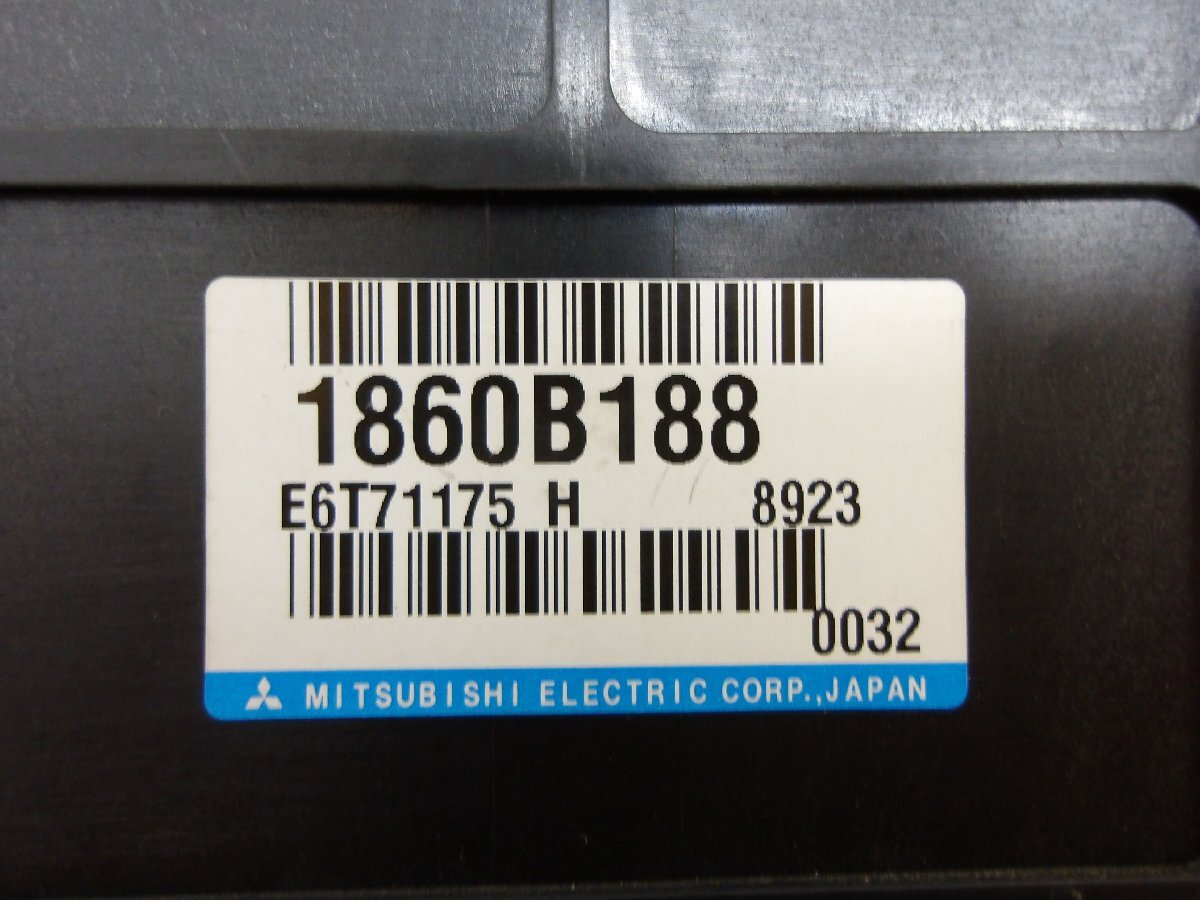 1860B188
E6T71175 H 8923
0032
MITSUBISHI ELECTRIC CORP.,JAPAN